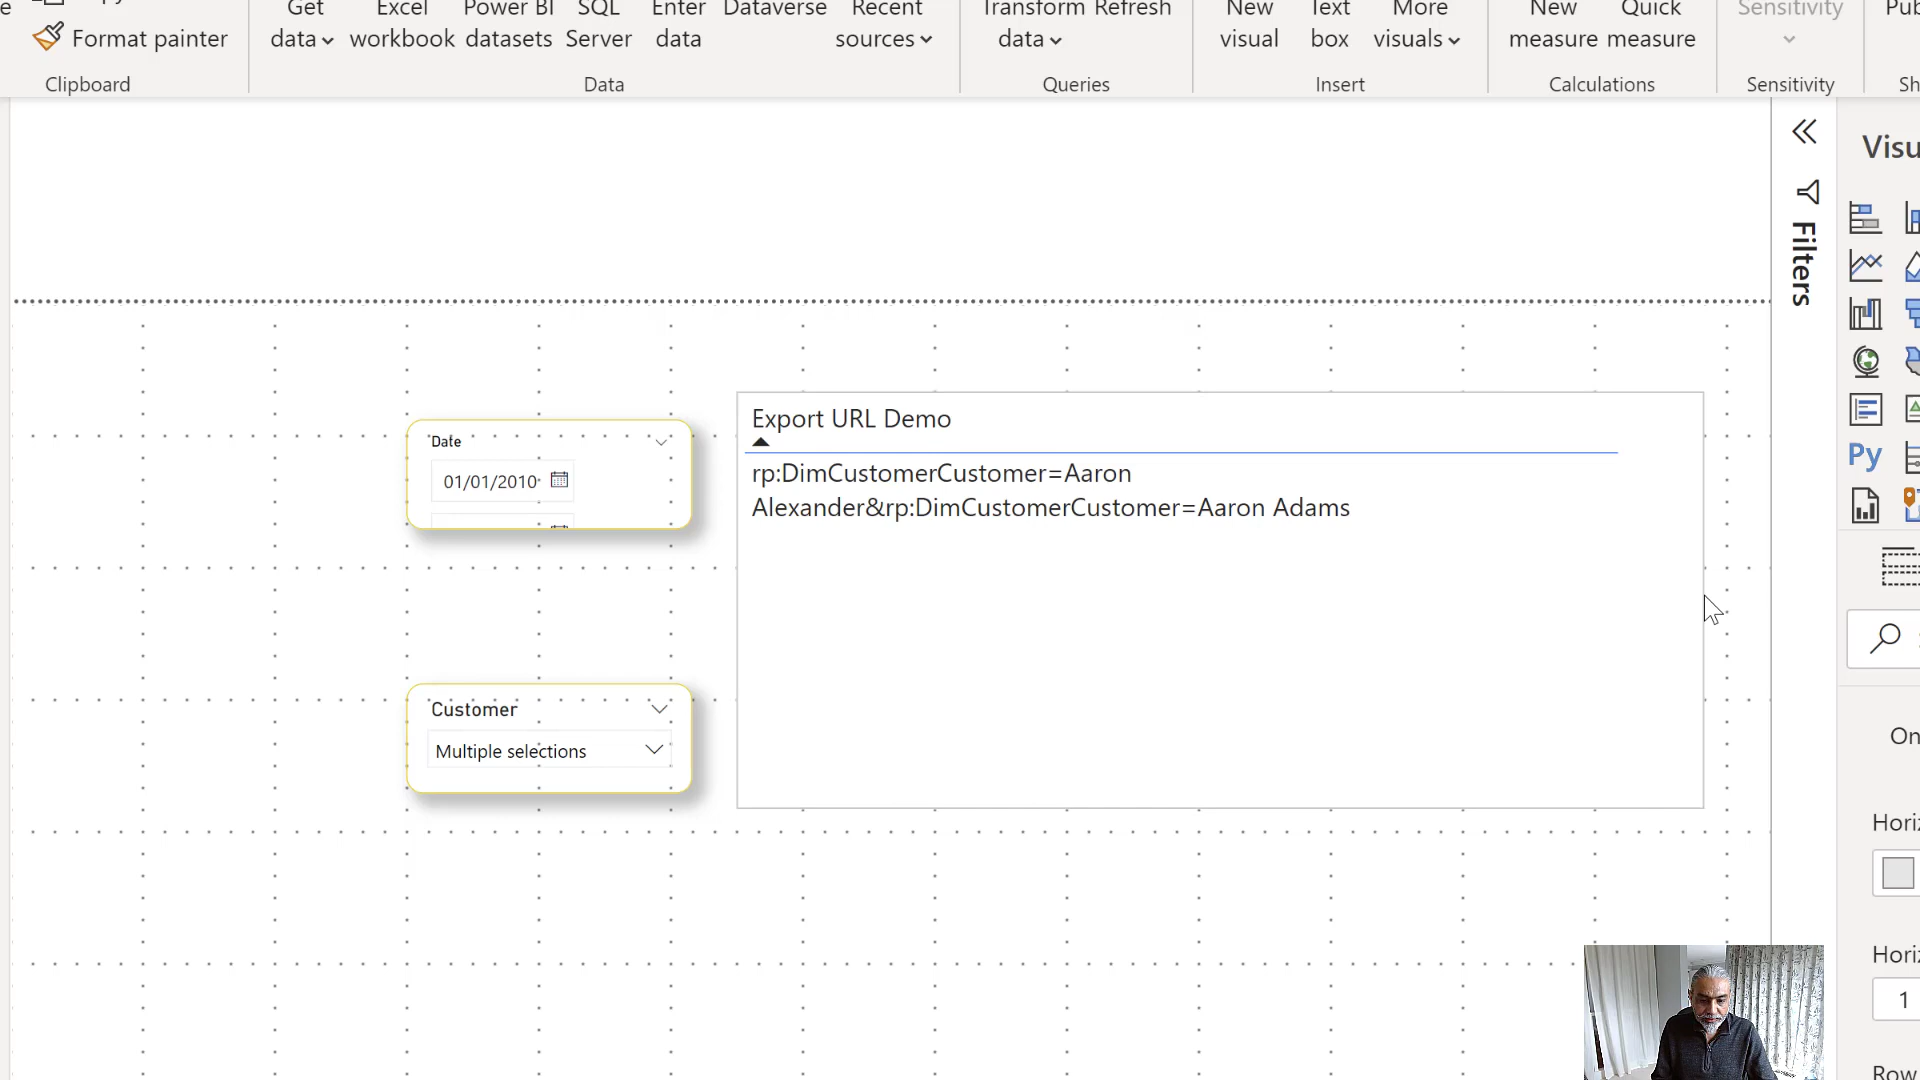 Get Excel Power BI SQL Enter Dataverse Recent Transform Refresh New Text More New Quick Sensitivity
Format painter data workbook datasets Server data sources data visual box visuals measure measure
Clipboard Data Queries Insert Calculations Sensitivity
Filters
Export URL Demo
Date
rp:DimCustomerCustomer=Aaron
01/01/2010
Alexander&rp:DimCustomerCustomer=Aaron Adams
Py
Customer
Multiple selections
1